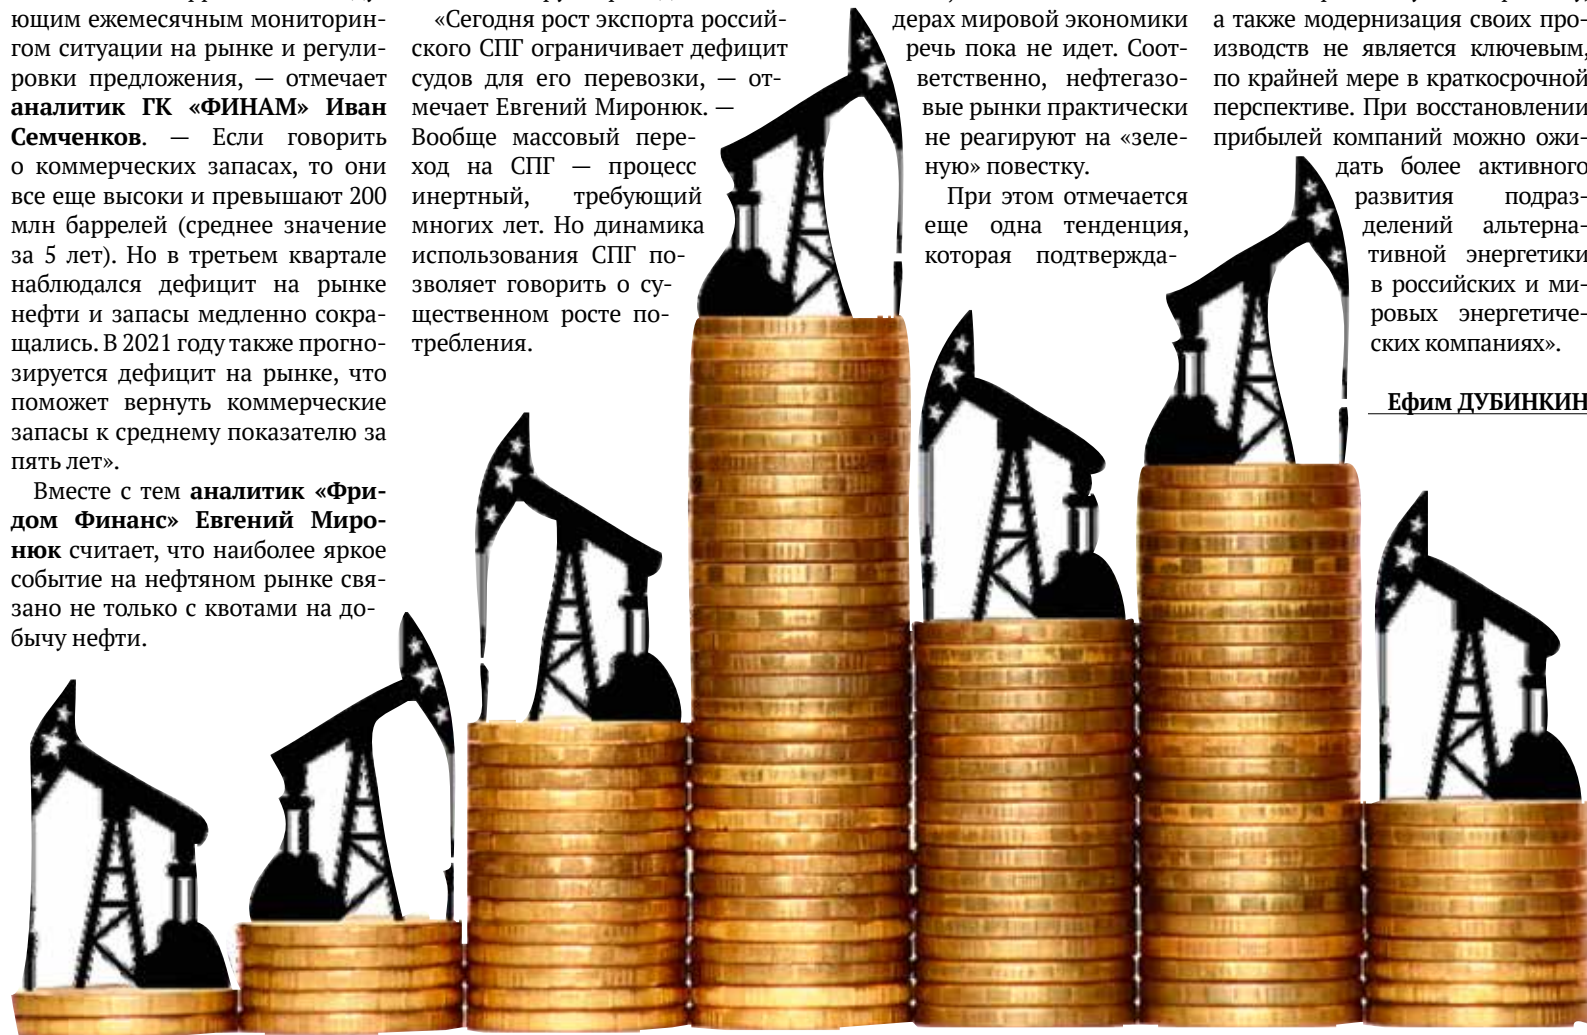 ющим ежемесячным мониторин-
гом ситуации на рынке и регули-
ровки предложения, — отмечает
аналитик ГК «ФИНАМ» Иван
Семченков. — Если говорить
о коммерческих запасах, то они
все еще высоки и превышают 200
млн баррелей (среднее значение
за 5 лет). Но в третьем квартале
наблюдался дефицит на рынке
нефти и запасы медленно сокра-
щались. В 2021 году также прогно-
зируется дефицит на рынке, что
поможет вернуть коммерческие
запасы к среднему показателю за
пять лет».
Вместе с тем аналитик «Фри-
дом Финанс» Евгений Миро-
нюк считает, что наиболее яркое
событие на нефтяном рынке свя-
зано не только с квотами на до-
бычу нефти.
«Сегодня рост экспорта россий-
ского СПГ ограничивает дефицит
судов для его перевозки, — от-
мечает Евгений Миронюк. —
Вообще массовый пере-
ход на СПГ — процесс
инертный, требующий
многих лет. Но динамика
использования СПГ по-
зволяет говорить о су-
щественном росте по-
требления.
дерах мировой экономики
речь пока не идет. Соот-
ветственно, нефтегазо-
вые рынки практически
не реагируют на «зеле-
ную» повестку.
При этом отмечается
еще одна тенденция,
которая подтвержда-
а также модернизация своих про-
изводств не является ключевым,
по крайней мере в краткосрочной
перспективе. При восстановлении
прибылей компаний можно ожи-
дать более активного
развития подраз-
делений альтерна-
тивной энергетики
в российских и ми-
ровых энергетиче-
ских компаниях».
Ефим ДУБИНКИН